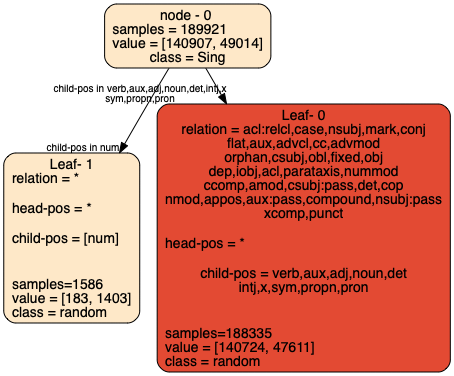 node - 0
samples = 189921
value = [140907, 49014]
class = Sing
child-pos in verb,aux,adj,noun,det,intj,x
sym,propn,pron
child-pos in num
Leaf- 1
relation = *
head-pos = *
child-pos = [num]
samples=1586
value = [183, 1403]
class = random
Leaf- 0
relation = acl:relcl,case,nsubj,mark,conj
flat,aux,advcl,cc,advmod
orphan,csubj,obl,fixed,obj
dep,iobj,acl,parataxis,nummod
ccomp,amod,csubj:pass,det,cop
nmod,appos,aux:pass,compound,nsubj:pass
xcomp,punct
head-pos = *
child-pos = verb,aux,adj,noun,det
intj,x,sym,propn,pron
samples=188335
value = [140724, 47611]
class = random